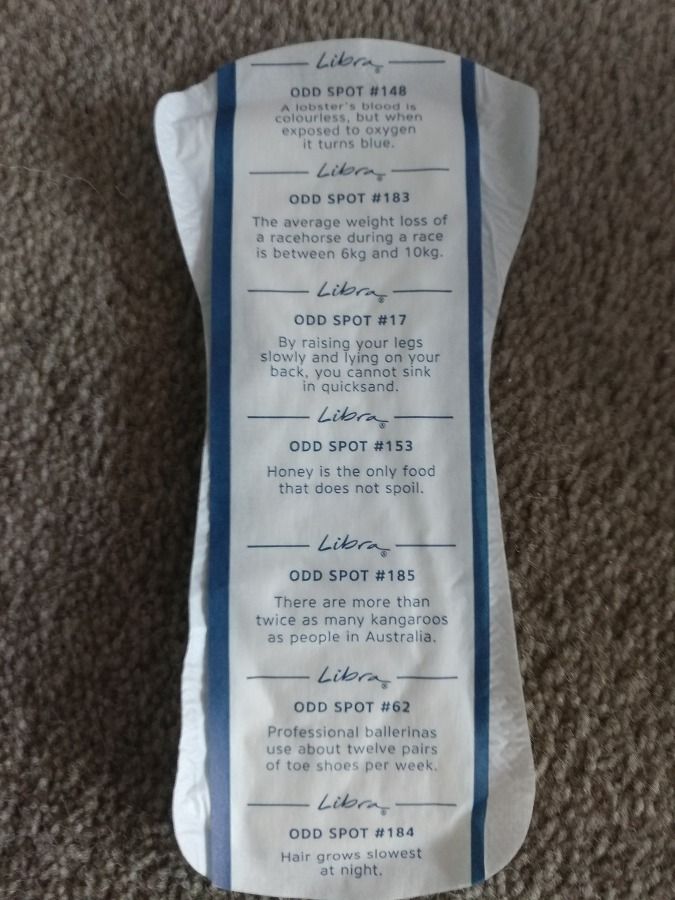 Libra®
ODD SPOT #148
A lobster's blood is
colourless, but when
exposed to oxygen
it turns blue.
Libra®
ODD SPOT #183
The average weight loss of
a racehorse during a race
is between 6kg and 10kg.
Libra®
ODD SPOT #17
By raising your legs
slowly and lying on your
back, you cannot sink
in quicksand.
Libra®
ODD SPOT #153
Honey is the only food
that does not spoil.
Libra®
ODD SPOT #185
There are more than
twice as many kangaroos
as people in Australia.
Libra®
ODD SPOT #62
Professional ballerinas
use about twelve pairs
of toe shoes per week.
Libra®
ODD SPOT #184
Hair grows slowest
at night.